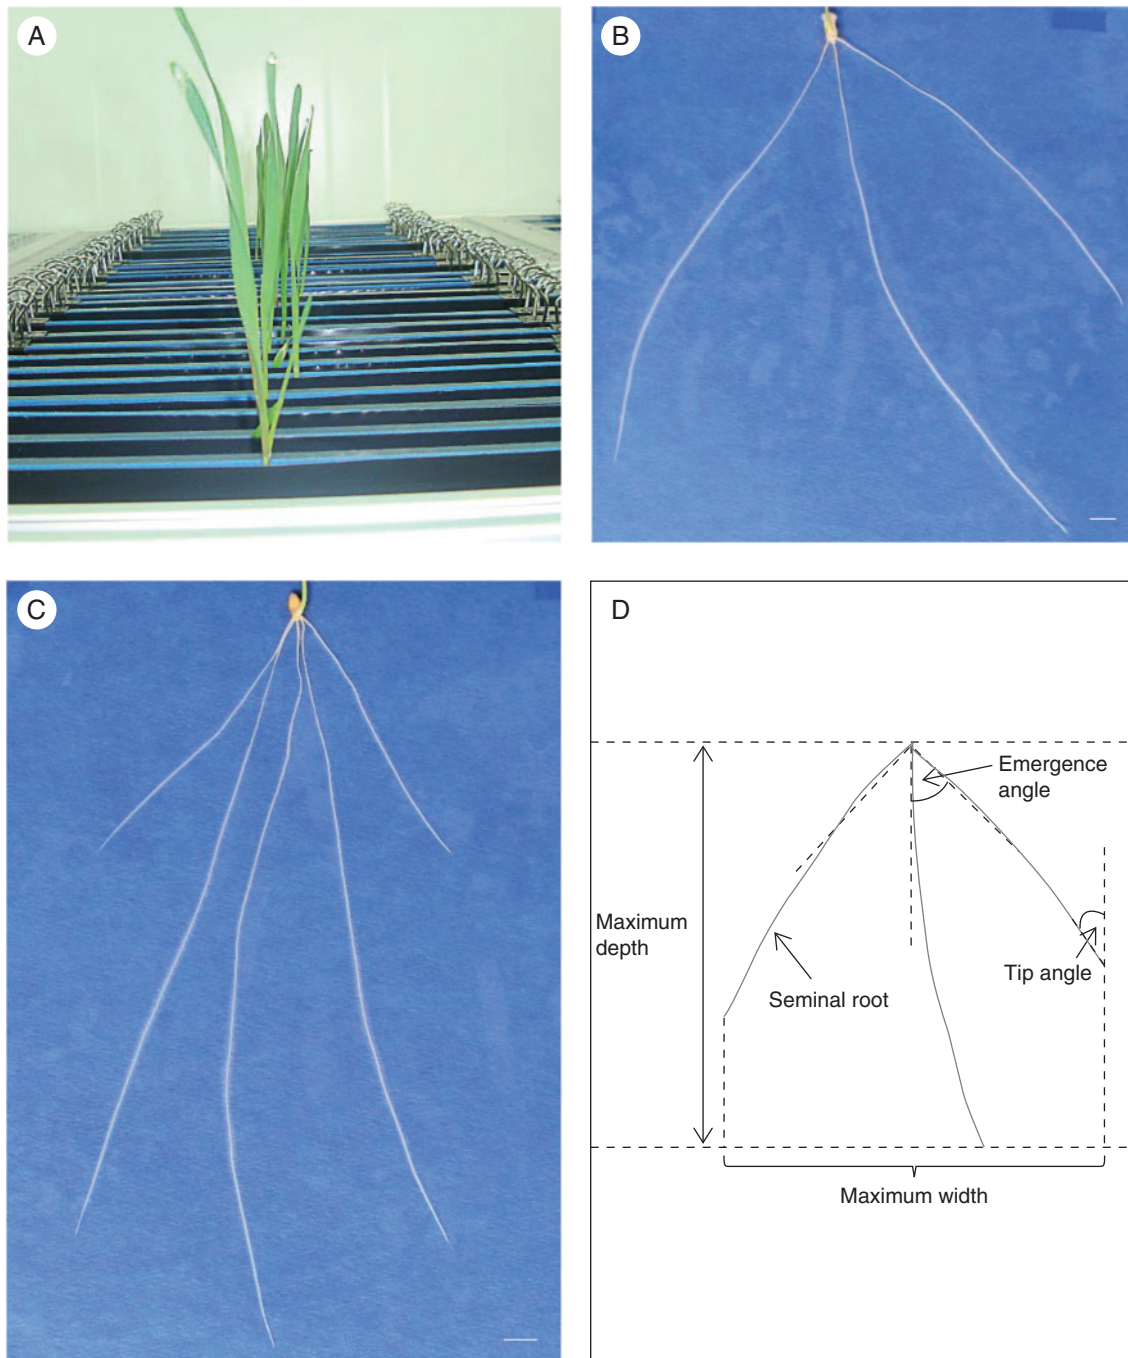 A
B
C
D
Emergence
angle
Maximum
depth
Seminal root
Tip angle
Maximum width